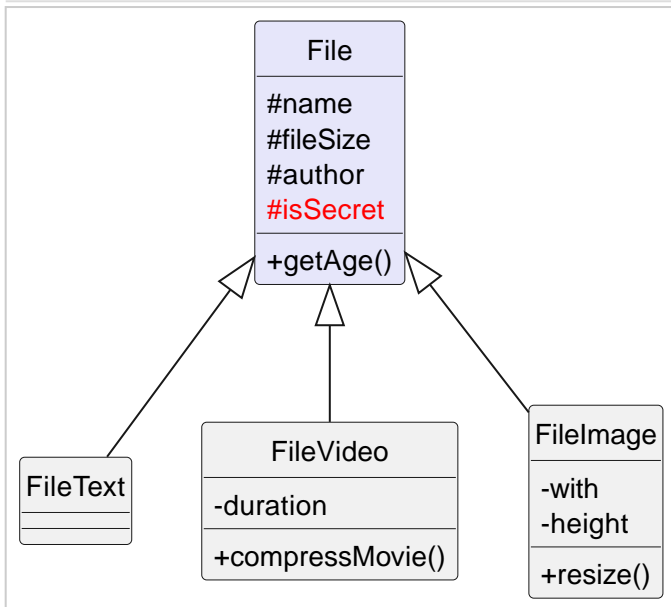 File
#name
#fileSize
#author
#isSecret
+getAge()
FileText
FileVideo
-duration
+compressMovie()
FileImage
-with
-height
+resize()